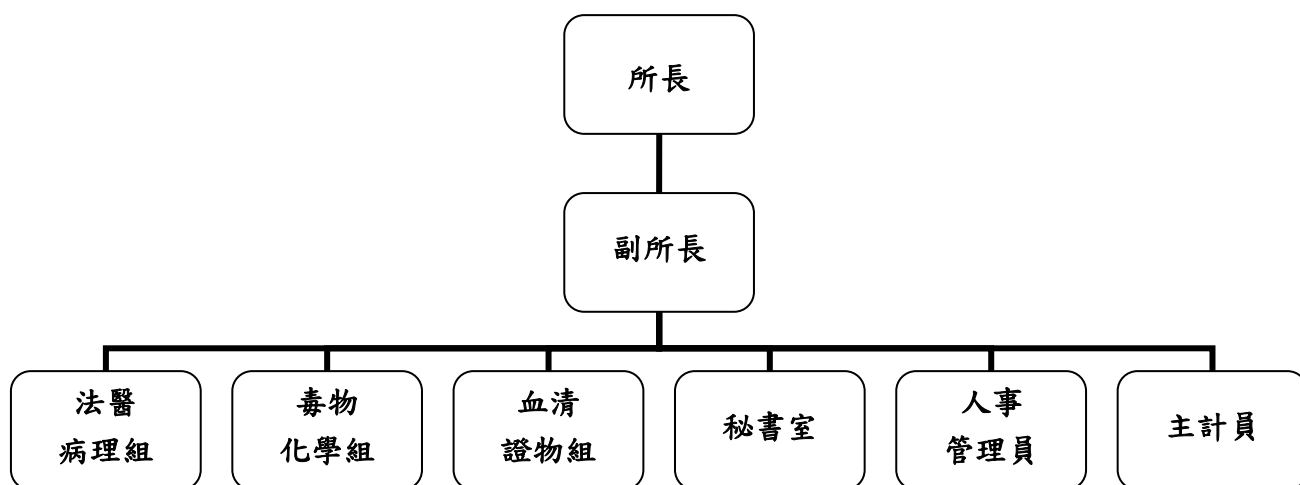 所長
副所長
法醫
病理組
毒物
化學組
血清
證物組
秘書室
人事
管理員
主計員